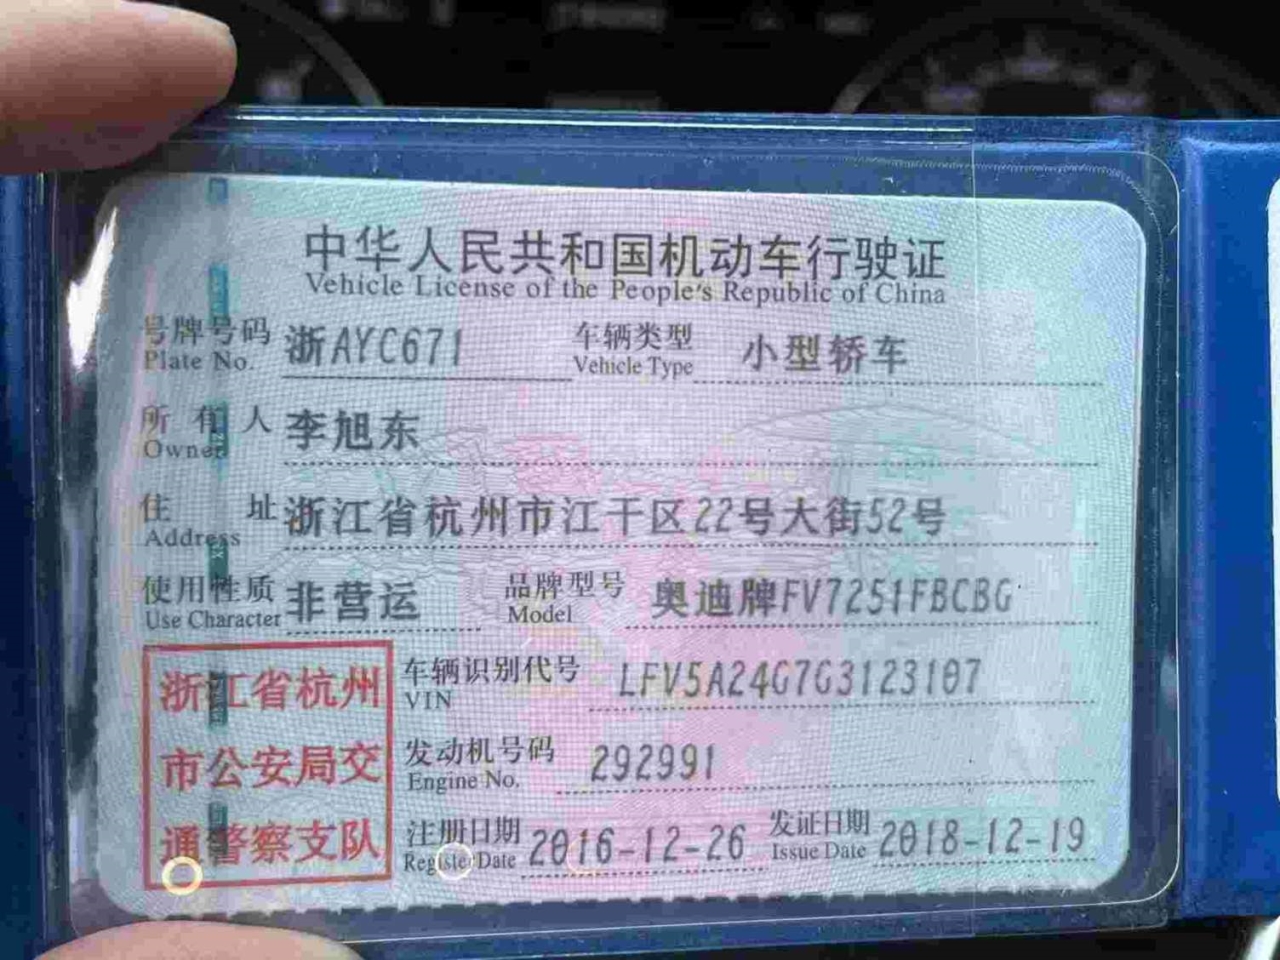 中华人民共和国机动车行驶证
Vehicle License of the People's Republic of China
号牌号码 浙AYC671 车辆类型 小型轿车
Plate No. Vehicle Type
所有人 李旭东
Owner
住址 浙江省杭州市江干区22号大街52号
Address
使用性质 非营运 品牌型号 奥迪牌FV7251FBCBG
Use Character Model
浙江省杭州
市公安局交
通警察支队
车辆识别代号 LFV5A24G7G3123107
VIN
发动机号码 292991
Engine No.
注册日期 2016-12-26 发证日期 2018-12-19
Register Date Issue Date